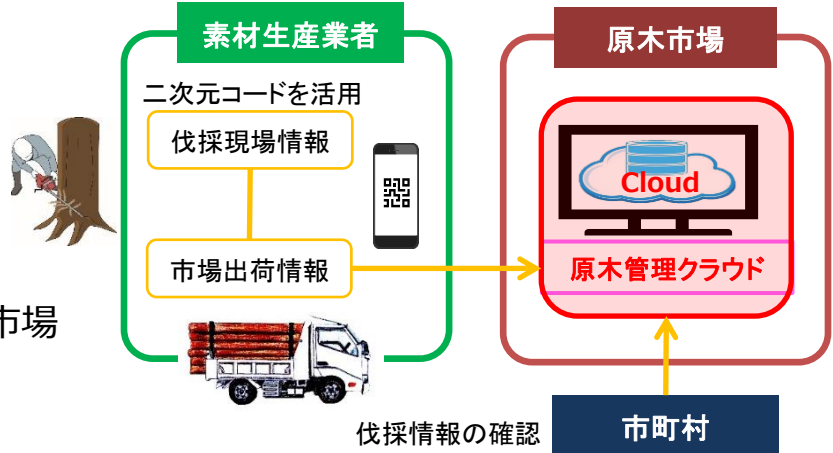 素材生産業者
二次元コードを活用
伐採現場情報
市場出荷情報
市場
原木市場
Cloud
原木管理クラウド
伐採情報の確認
市町村